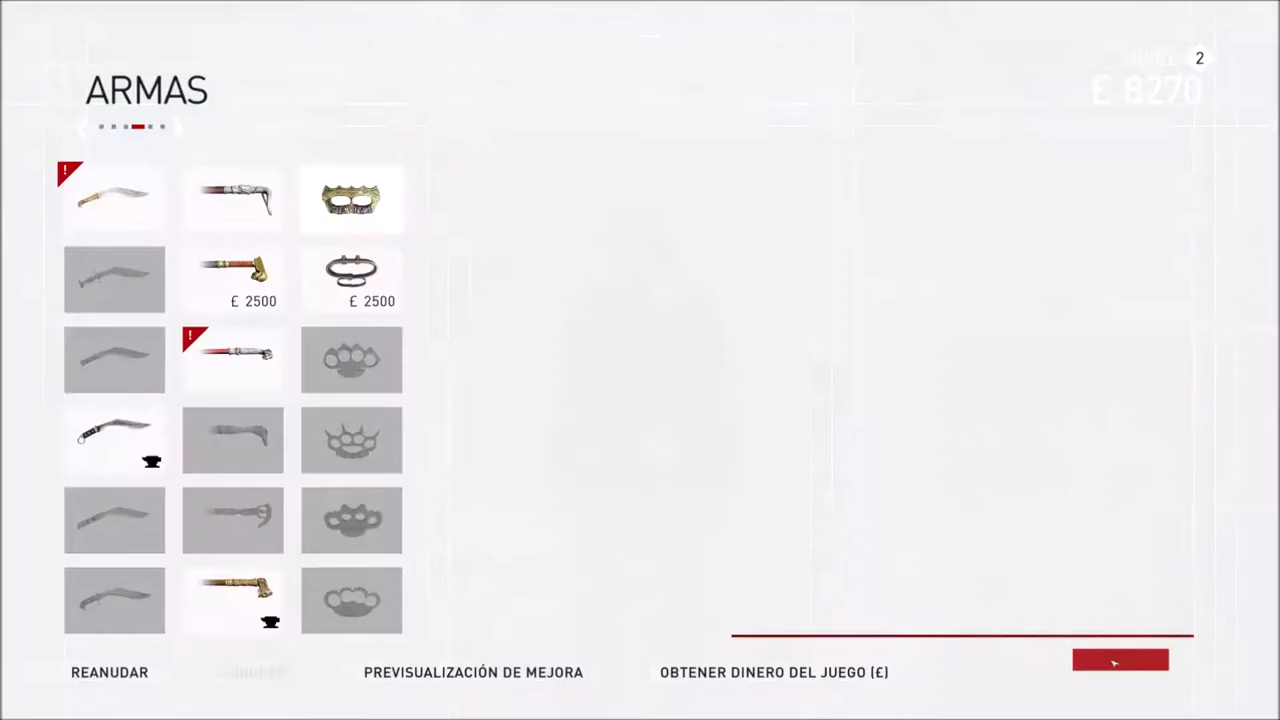 2
ARMAS
£ 8270
!
£ 2500
£ 2500
!
REANUDAR
PREVISUALIZACIÓN DE MEJORA
OBTENER DINERO DEL JUEGO (£)